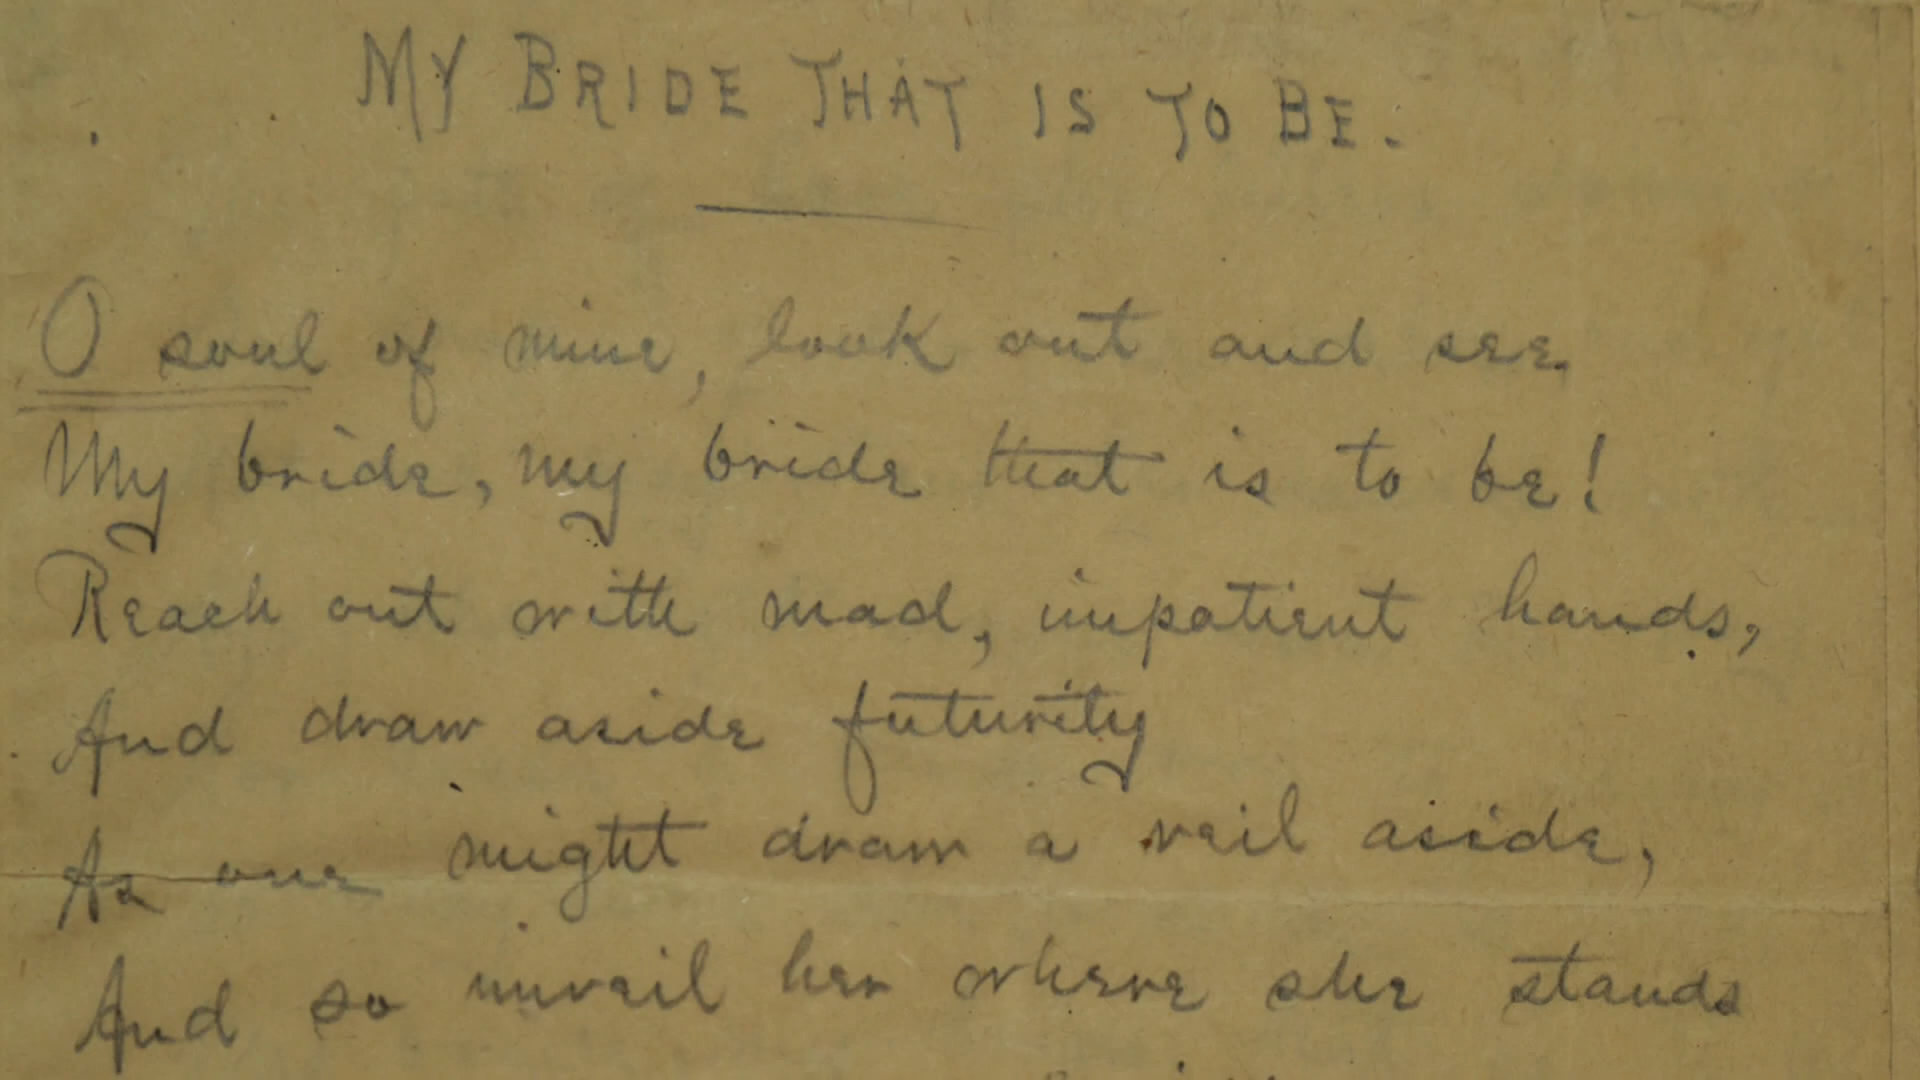 MY BRIDE THAT IS TO BE.
O soul of mine, look out and see
My bride, my bride that is to be!
Reach out with mad, impatient hands,
And draw aside futurity
As one might draw a veil aside,
And so unveil her where she stands